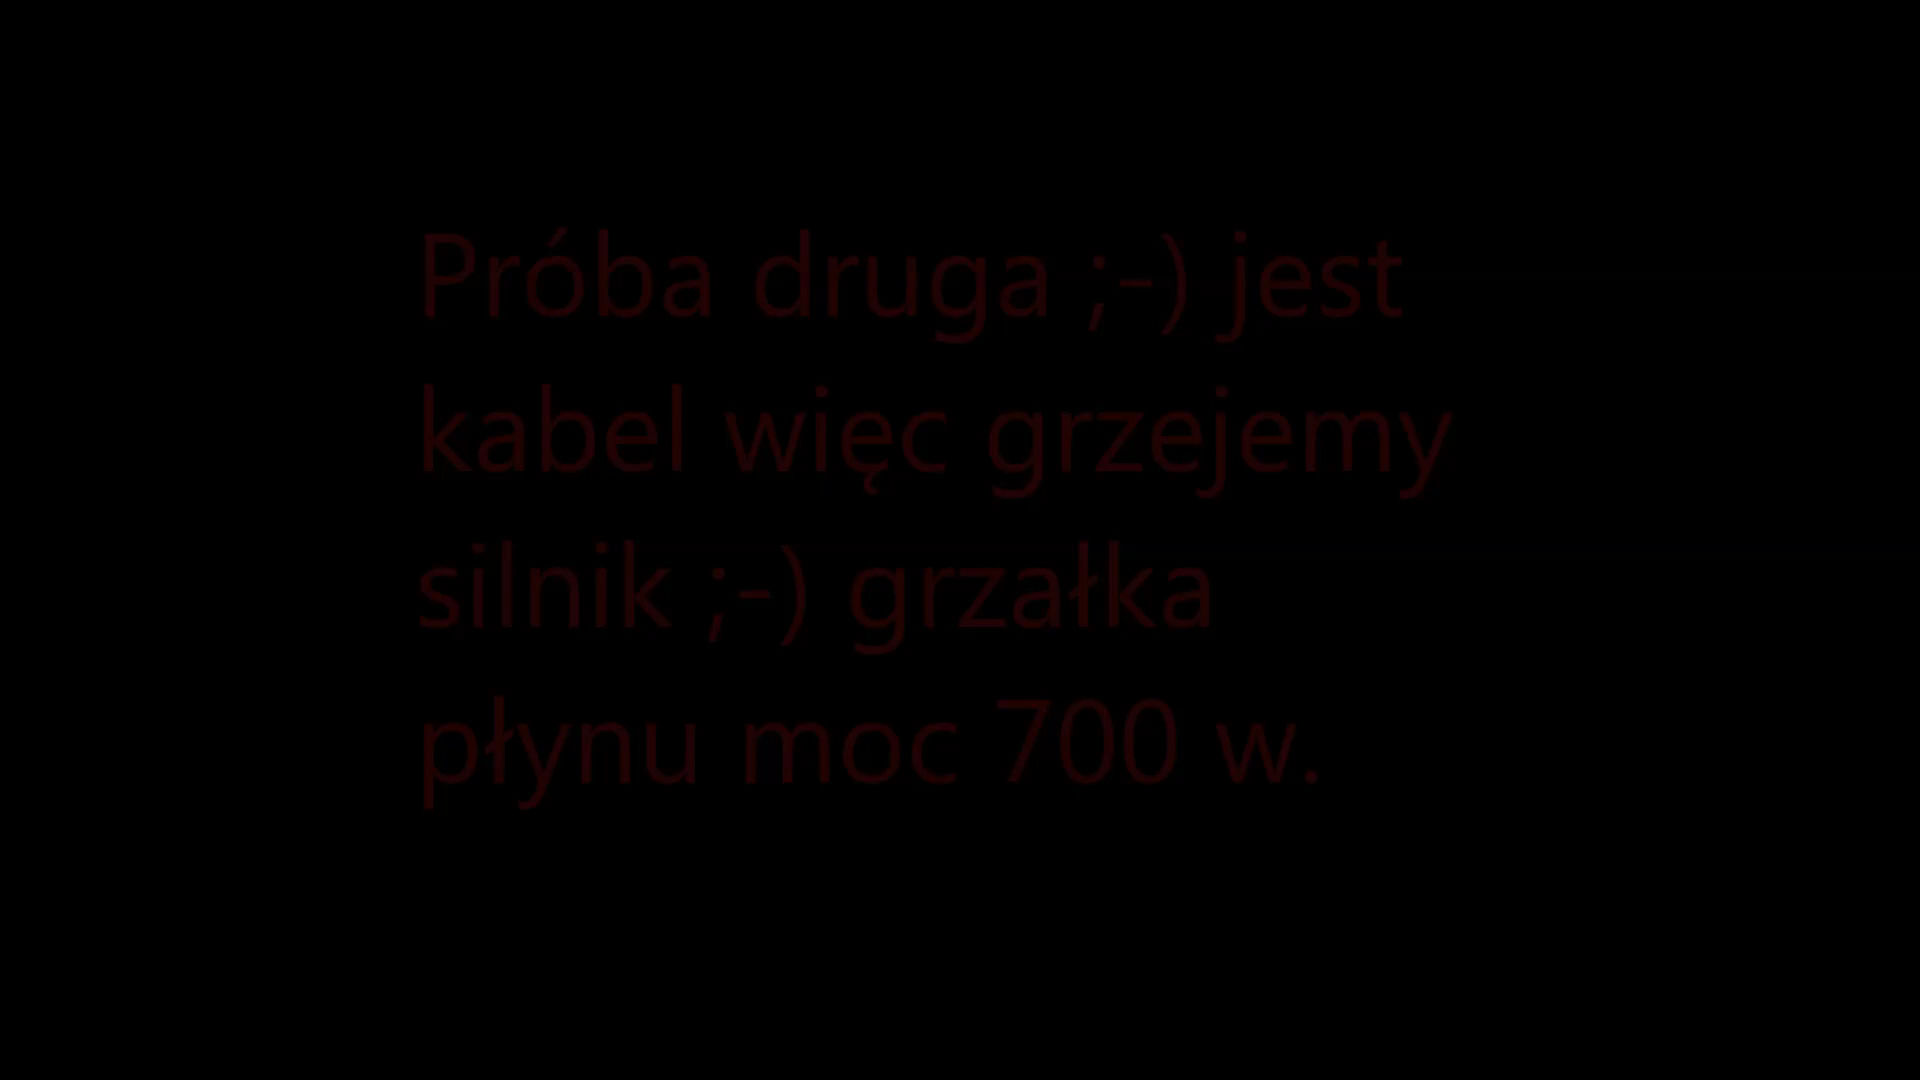 Próba druga ;-) jest
kabel więc grzejemy
silnik ;-) grzałka
płynu moc 700 w.